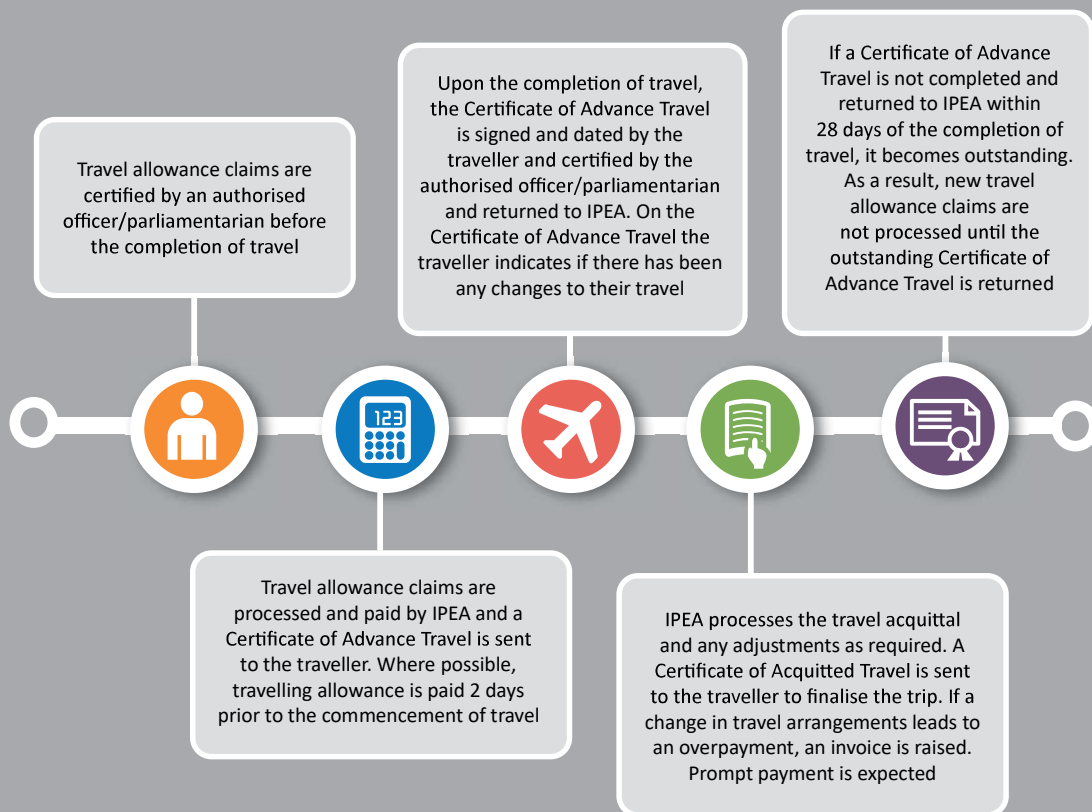 Travel allowance claims are
certified by an authorised
officer/parliamentarian before
the completion of travel
123
Travel allowance claims are
processed and paid by IPEA and a
Certificate of Advance Travel is sent
to the traveller. Where possible,
travelling allowance is paid 2 days
prior to the commencement of travel
Upon the completion of travel,
the Certificate of Advance Travel
is signed and dated by the
traveller and certified by the
authorised officer/parliamentarian
and returned to IPEA. On the
Certificate of Advance Travel the
traveller indicates if there has been
any changes to their travel
IPEA processes the travel acquittal
and any adjustments as required. A
Certificate of Acquitted Travel is sent
to the traveller to finalise the trip. If a
change in travel arrangements leads to
an overpayment, an invoice is raised.
Prompt payment is expected
If a Certificate of Advance
Travel is not completed and
returned to IPEA within
28 days of the completion of
travel, it becomes outstanding.
As a result, new travel
allowance claims are
not processed until the
outstanding Certificate of
Advance Travel is returned